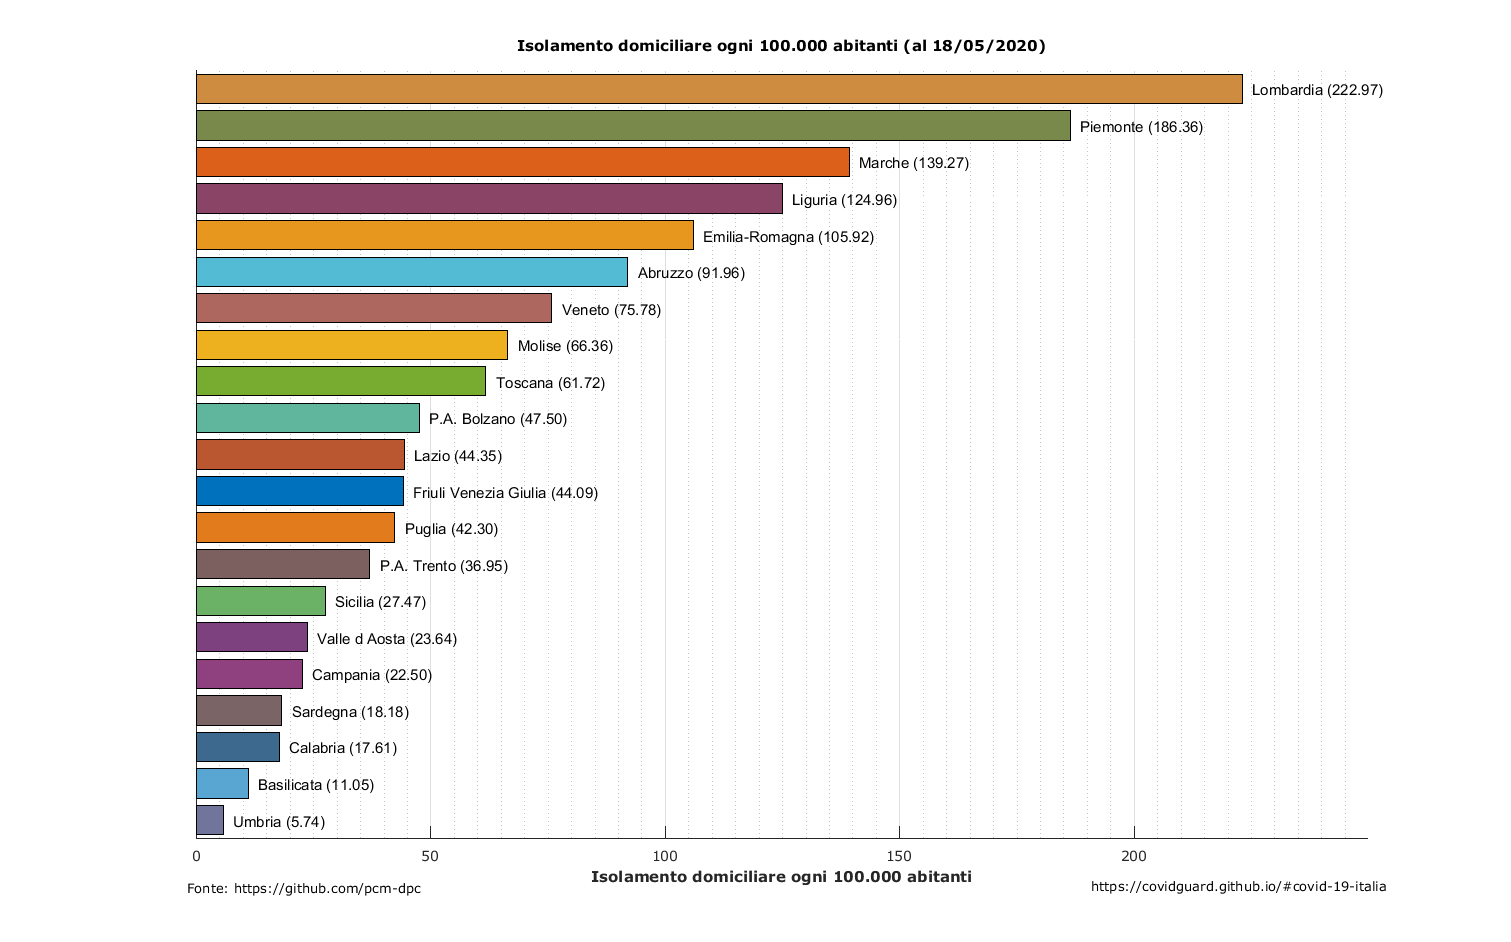 Isolamento domiciliare ogni 100.000 abitanti (al 18/05/2020)
Lombardia (222.97)
Piemonte (186.36)
Marche (139.27)
Liguria (124.96)
Emilia-Romagna (105.92)
Abruzzo (91.96)
Veneto (75.78)
Molise (66.36)
Toscana (61.72)
P.A. Bolzano (47.50)
Lazio (44.35)
Friuli Venezia Giulia (44.09)
Puglia (42.30)
P.A. Trento (36.95)
Sicilia (27.47)
Valle d Aosta (23.64)
Campania (22.50)
Sardegna (18.18)
Calabria (17.61)
Basilicata (11.05)
Umbria (5.74)
0 50 100 150 200
Isolamento domiciliare ogni 100.000 abitanti
Fonte: https://github.com/pcm-dpc
https://covidguard.github.io/#covid-19-italia